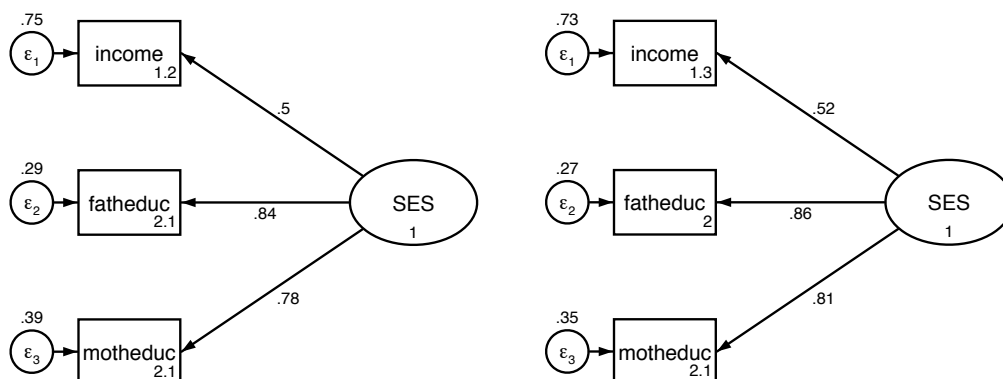 .75
ε1
income
1.2
.5
.29
ε2
fatheduc
2.1
.84
SES
1
.39
ε3
motheduc
2.1
.78
.73
ε1
income
1.3
.52
.27
ε2
fatheduc
2
.86
SES
1
.35
ε3
motheduc
2.1
.81